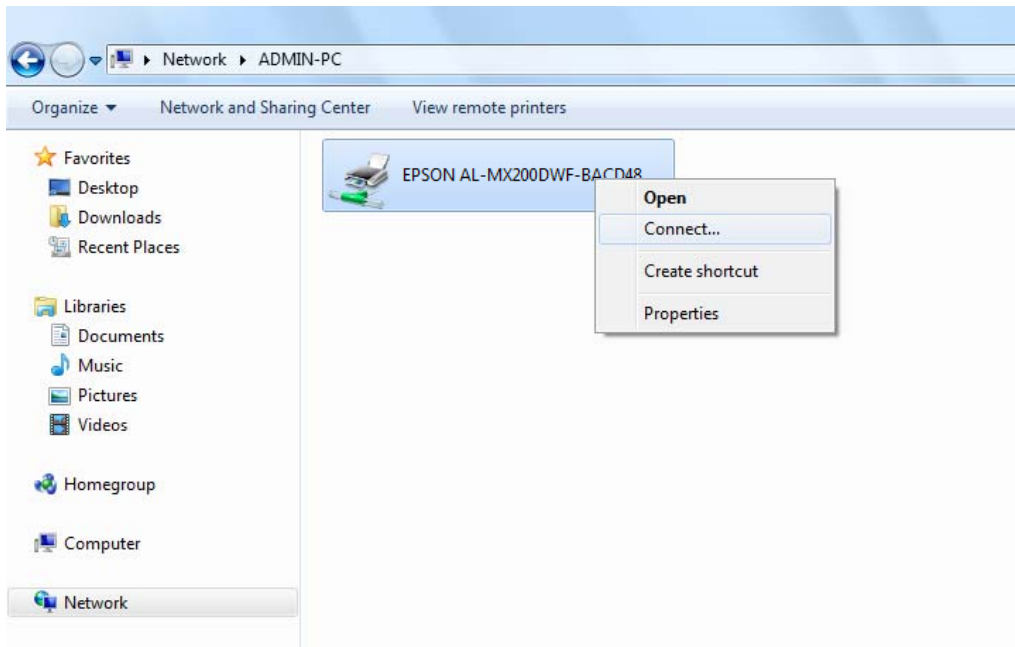 Network ADMIN-PC
Organize Network and Sharing Center View remote printers
Favorites
Desktop
Downloads
Recent Places
Libraries
Documents
Music
Pictures
Videos
Homegroup
Computer
Network
EPSON AL-MX200DWF-BACD48
Open
Connect...
Create shortcut
Properties